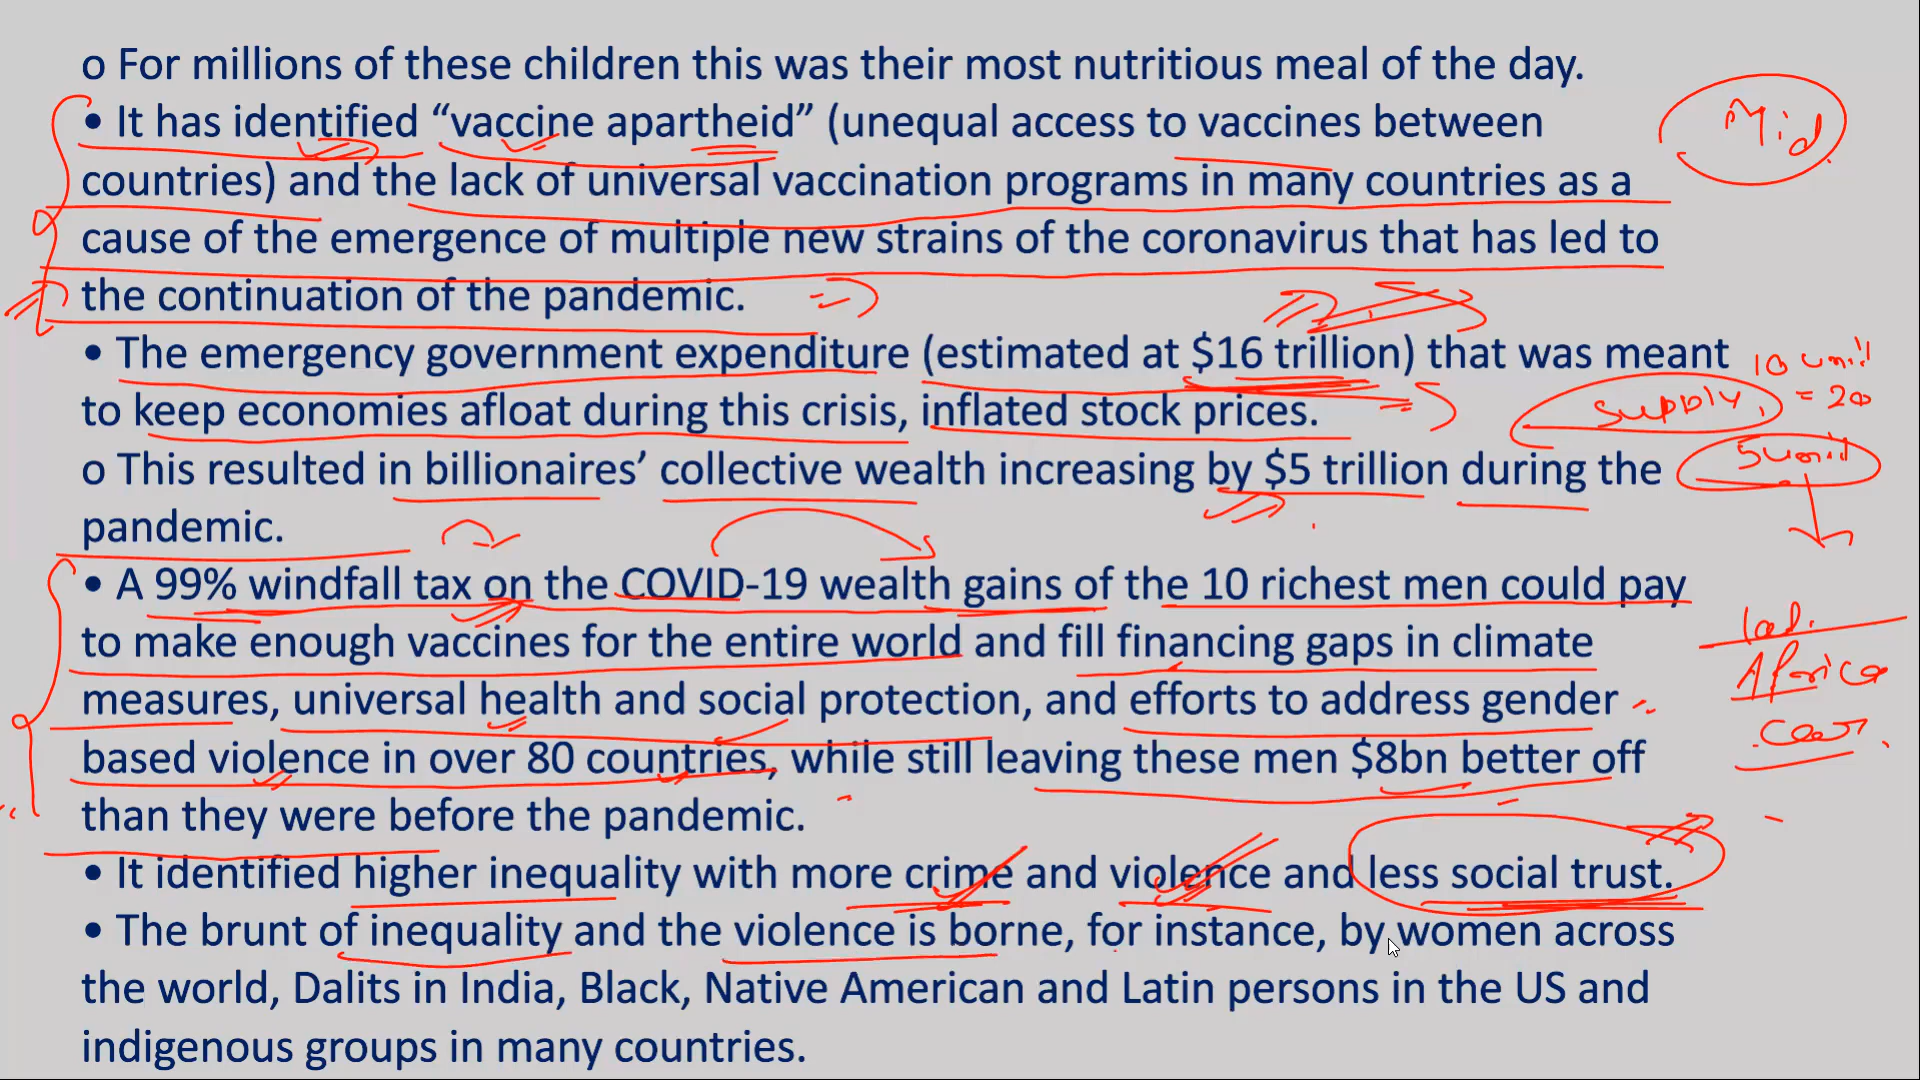 o For millions of these children this was their most nutritious meal of the day.
• It has identified “vaccine apartheid” (unequal access to vaccines between
Mid
countries) and the lack of universal vaccination programs in many countries as a
cause of the emergence of multiple new strains of the coronavirus that has led to
the continuation of the pandemic.
• The emergency government expenditure (estimated at $16 trillion) that was meant
10 unit
to keep economies afloat during this crisis, inflated stock prices.
supply, = 20
o This resulted in billionaires’ collective wealth increasing by $5 trillion during the
5 unit
pandemic.
• A 99% windfall tax on the COVID-19 wealth gains of the 10 richest men could pay
to make enough vaccines for the entire world and fill financing gaps in climate
measures, universal health and social protection, and efforts to address gender
Africa
based violence in over 80 countries, while still leaving these men $8bn better off
than they were before the pandemic.
• It identified higher inequality with more crime and violence and less social trust.
• The brunt of inequality and the violence is borne, for instance, by women across
the world, Dalits in India, Black, Native American and Latin persons in the US and
indigenous groups in many countries.